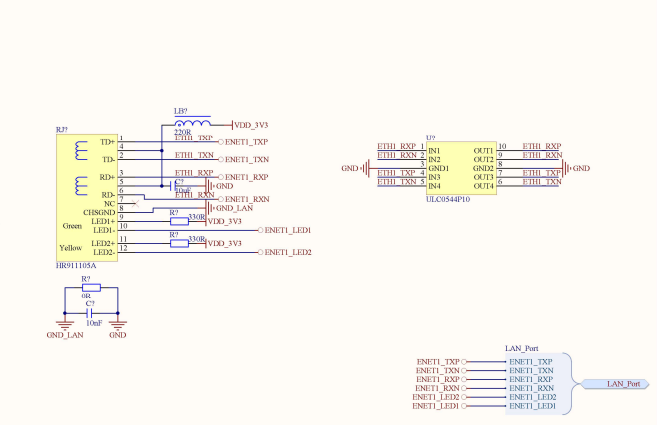 LB?
VDD_3V3
220R
RJ?
TD+ 1 ETH1_TXP ENET1_TXP
4
TD- 2 ETH1_TXN ENET1_TXN
RD+ 3 ETH1_RXP ENET1_RXP
5 C? GND
10nF
RD- 6 ETH1_RXN ENET1_RXN
NC 7
CHSGND 8 GND_LAN
LED1+ 9 R? 330R VDD_3V3
Green LED1- 10 ENET1_LED1
LED2+ 11 R? 330R VDD_3V3
Yellow LED2- 12 ENET1_LED2
HR911105A
R?
0R
C?
10nF
GND_LAN GND
U?
ETH1_RXP 1 IN1 OUT1 10 ETH1_RXP
ETH1_RXN 2 IN2 OUT2 9 ETH1_RXN
GND 3 GND1 GND2 8 GND
ETH1_TXP 4 IN3 OUT3 7 ETH1_TXP
ETH1_TXN 5 IN4 OUT4 6 ETH1_TXN
ULC0544P10
LAN_Port
ENET1_TXP ENET1_TXP
ENET1_TXN ENET1_TXN
ENET1_RXP ENET1_RXP
ENET1_RXN ENET1_RXN
ENET1_LED2 ENET1_LED2
ENET1_LED1 ENET1_LED1
LAN_Port